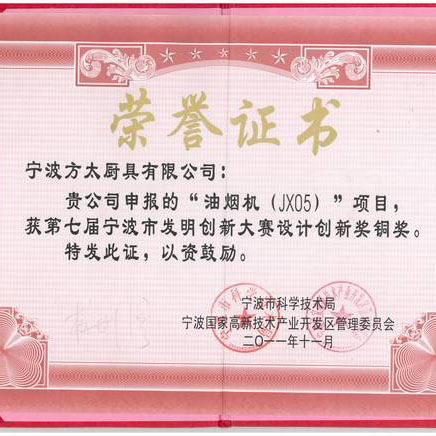 荣誉证书
宁波方太厨具有限公司：
贵公司申报的“油烟机（JX05）”项目，
获第七届宁波市发明创新大赛设计创新奖铜奖。
特发此证，以资鼓励。
宁波市科学技术局
宁波国家高新技术产业开发区管理委员会
二〇一一年十一月